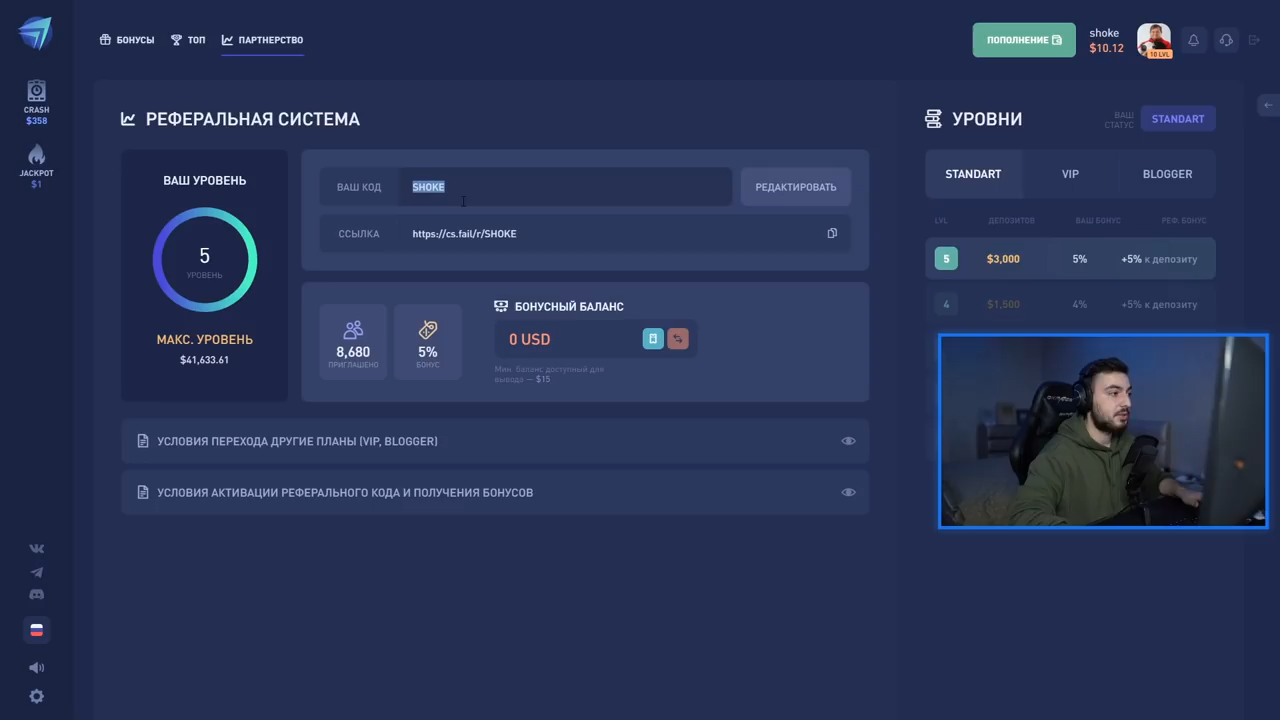 БОНУСЫ
ТОП
ПАРТНЕРСТВО
ПОПОЛНЕНИЕ
shoke
$10.12
10 LVL
CRASH
$358
JACKPOT
$1
РЕФЕРАЛЬНАЯ СИСТЕМА
ВАШ УРОВЕНЬ
5
УРОВЕНЬ
МАКС. УРОВЕНЬ
$41,633.61
ВАШ КОД
SHOKE
РЕДАКТИРОВАТЬ
ССЫЛКА
https://cs.fail/r/SHOKE
8,680
ПРИГЛАШЕНО
5%
БОНУС
БОНУСНЫЙ БАЛАНС
0 USD
Мин. баланс доступный для
вывода — $15
УСЛОВИЯ ПЕРЕХОДА ДРУГИЕ ПЛАНЫ (VIP, BLOGGER)
УСЛОВИЯ АКТИВАЦИИ РЕФЕРАЛЬНОГО КОДА И ПОЛУЧЕНИЯ БОНУСОВ
УРОВНИ
ВАШ
СТАТУС
STANDART
STANDART
VIP
BLOGGER
LVL
ДЕПОЗИТОВ
ВАШ БОНУС
РЕФ. БОНУС
5
$3,000
5%
+5% к депозиту
4
$1,500
4%
+5% к депозиту